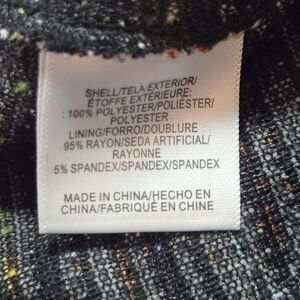 SHELL/TELA EXTERIOR/
ÉTOFFE EXTÉRIEURE:
100% POLYESTER/POLIÉSTER/
POLYESTER
LINING/FORRO/DOUBLURE :
95% RAYON/SEDA ARTIFICIAL/
RAYONNE
5% SPANDEX/SPANDEX/SPANDEX
MADE IN CHINA/HECHO EN
CHINA/FABRIQUÉ EN CHINE